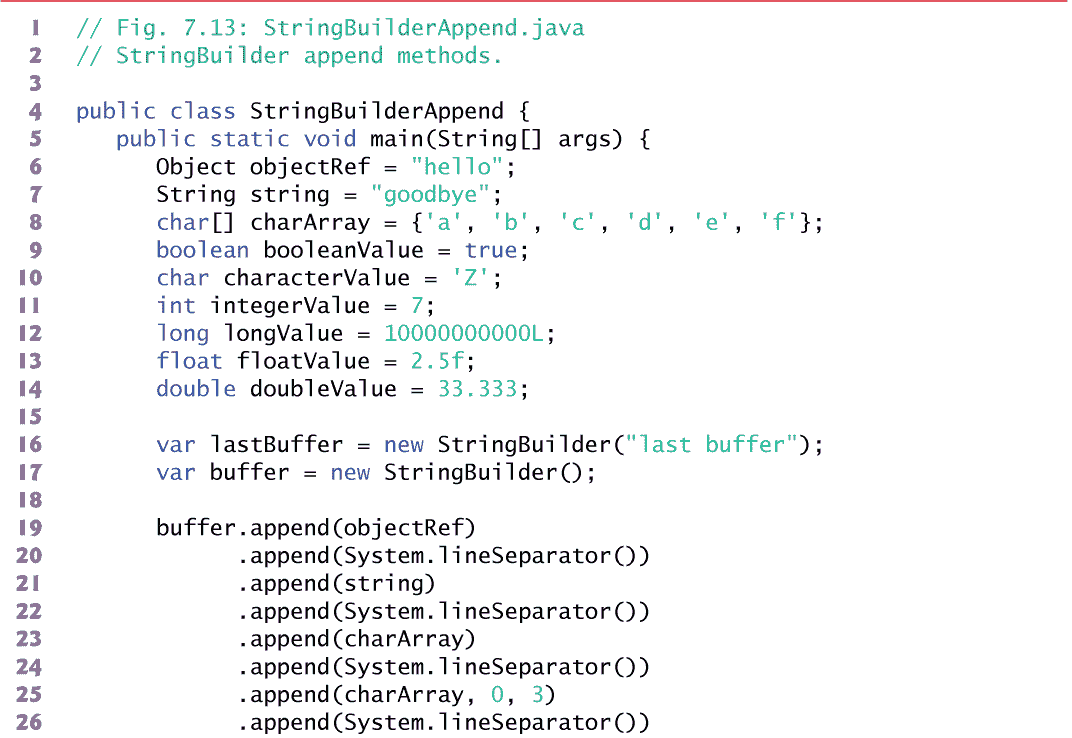 1 // Fig. 7.13: StringBuilderAppend.java
2 // StringBuilder append methods.
3
4 public class StringBuilderAppend {
5 public static void main(String[] args) {
6 Object objectRef = "hello";
7 String string = "goodbye";
8 char[] charArray = {'a', 'b', 'c', 'd', 'e', 'f'};
9 boolean booleanValue = true;
10 char characterValue = 'Z';
11 int integerValue = 7;
12 long longValue = 10000000000L;
13 float floatValue = 2.5f;
14 double doubleValue = 33.333;
15
16 var lastBuffer = new StringBuilder("last buffer");
17 var buffer = new StringBuilder();
18
19 buffer.append(objectRef)
20 .append(System.lineSeparator())
21 .append(string)
22 .append(System.lineSeparator())
23 .append(charArray)
24 .append(System.lineSeparator())
25 .append(charArray, 0, 3)
26 .append(System.lineSeparator())